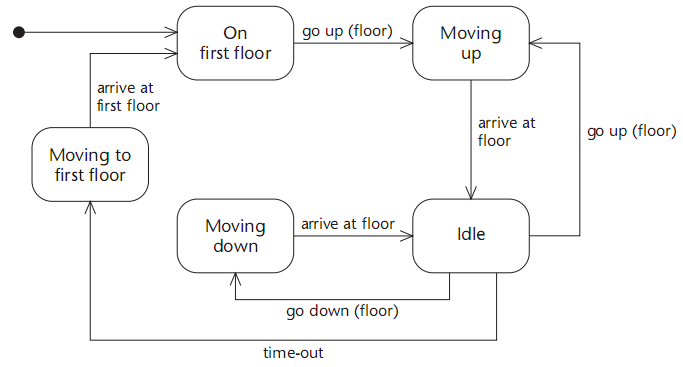 On
first floor
go up (floor)
Moving
up
arrive at
first floor
arrive at
floor
go up (floor)
Moving to
first floor
Moving
down
arrive at floor
Idle
go down (floor)
time-out